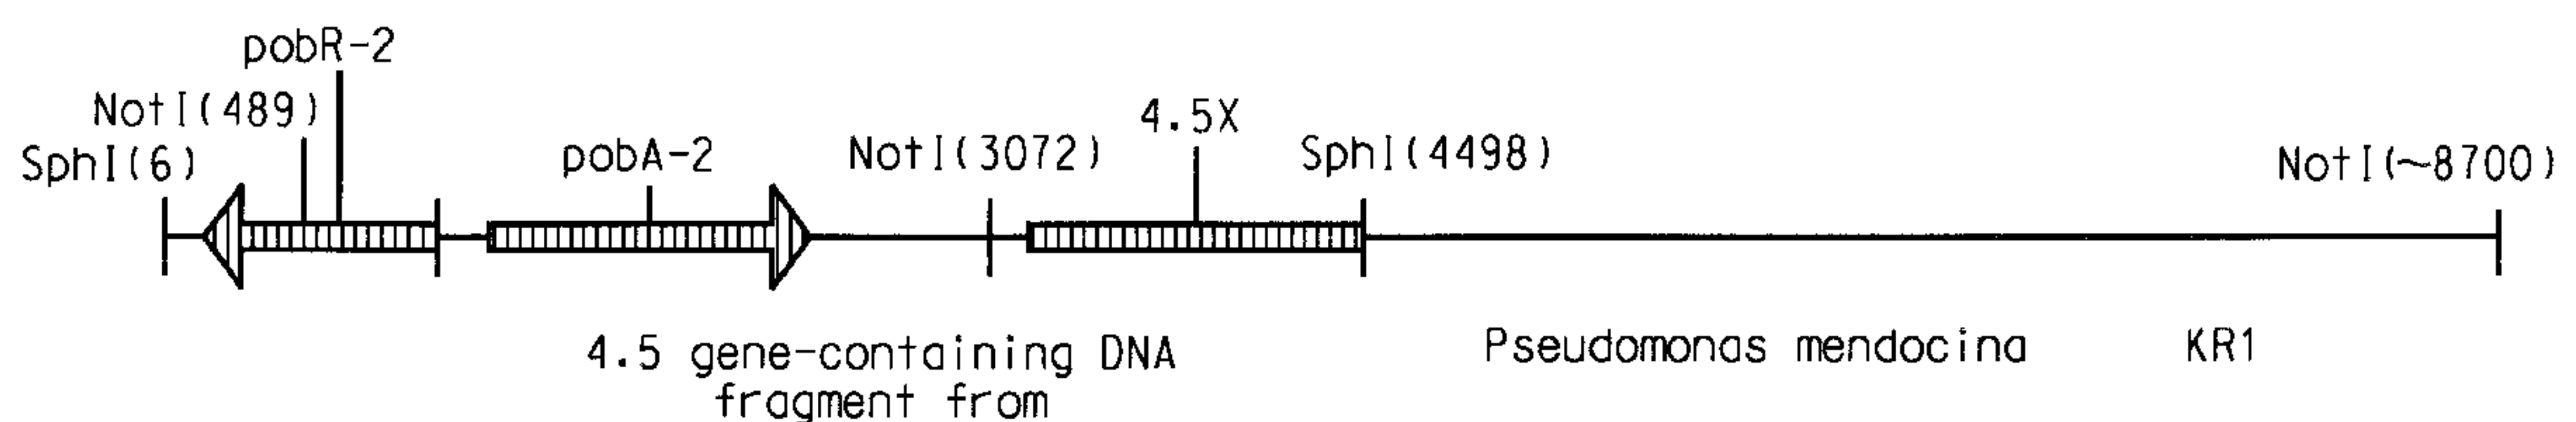 pobR-2
NotI(489)
SphI(6)
pobA-2
NotI(3072)
4.5X
SphI(4498)
NotI(~8700)
4.5 gene-containing DNA
fragment from
Pseudomonas mendocina KR1